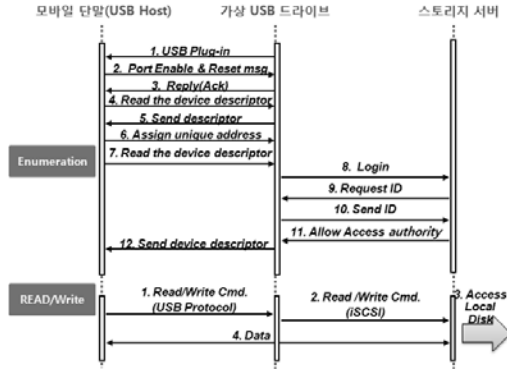 모바일 단말(USB Host)
가상 USB 드라이브
스토리지 서버
1. USB Plug-in
2. Port Enable & Reset msg
3. Reply(Ack)
4. Read the device descriptor
5. Send descriptor
6. Assign unique address
Enumeration
7. Read the device descriptor
8. Login
9. Request ID
10. Send ID
11. Allow Access authority
12. Send device descriptor
READ/Write
1. Read/Write Cmd.
(USB Protocol)
2. Read /Write Cmd.
(iSCSI)
3. Access
Local
Disk
4. Data